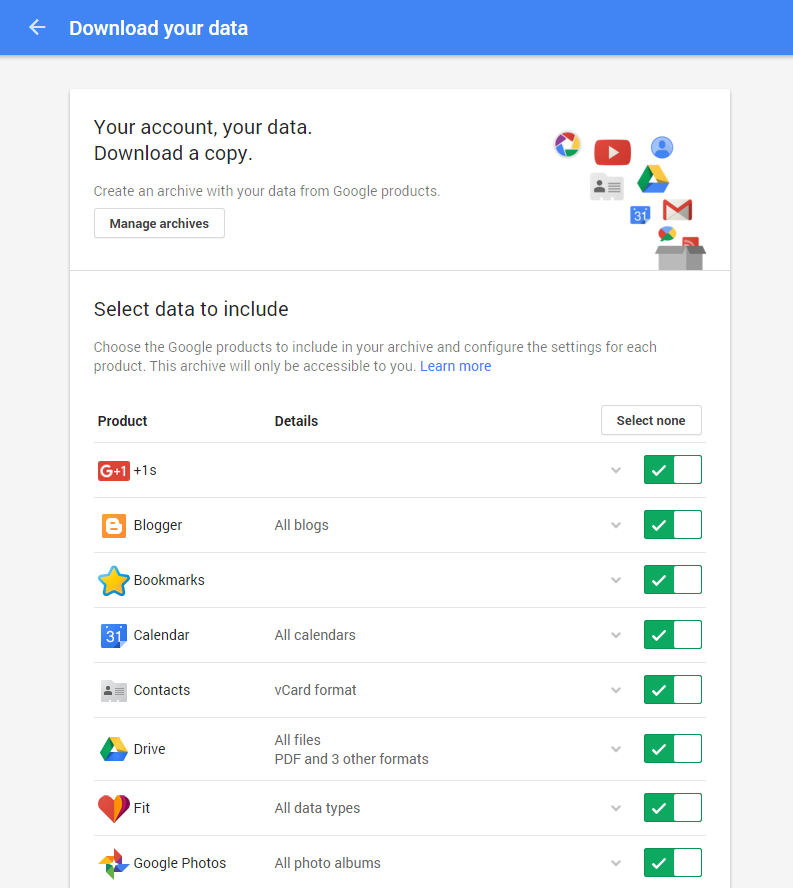 Download your data
Your account, your data.
Download a copy.
Create an archive with your data from Google products.
Manage archives
31
Select data to include
Choose the Google products to include in your archive and configure the settings for each
product. This archive will only be accessible to you. Learn more
Product Details Select none
G+1 +1s
Blogger All blogs
Bookmarks
31 Calendar All calendars
Contacts vCard format
Drive All files
PDF and 3 other formats
Fit All data types
Google Photos All photo albums